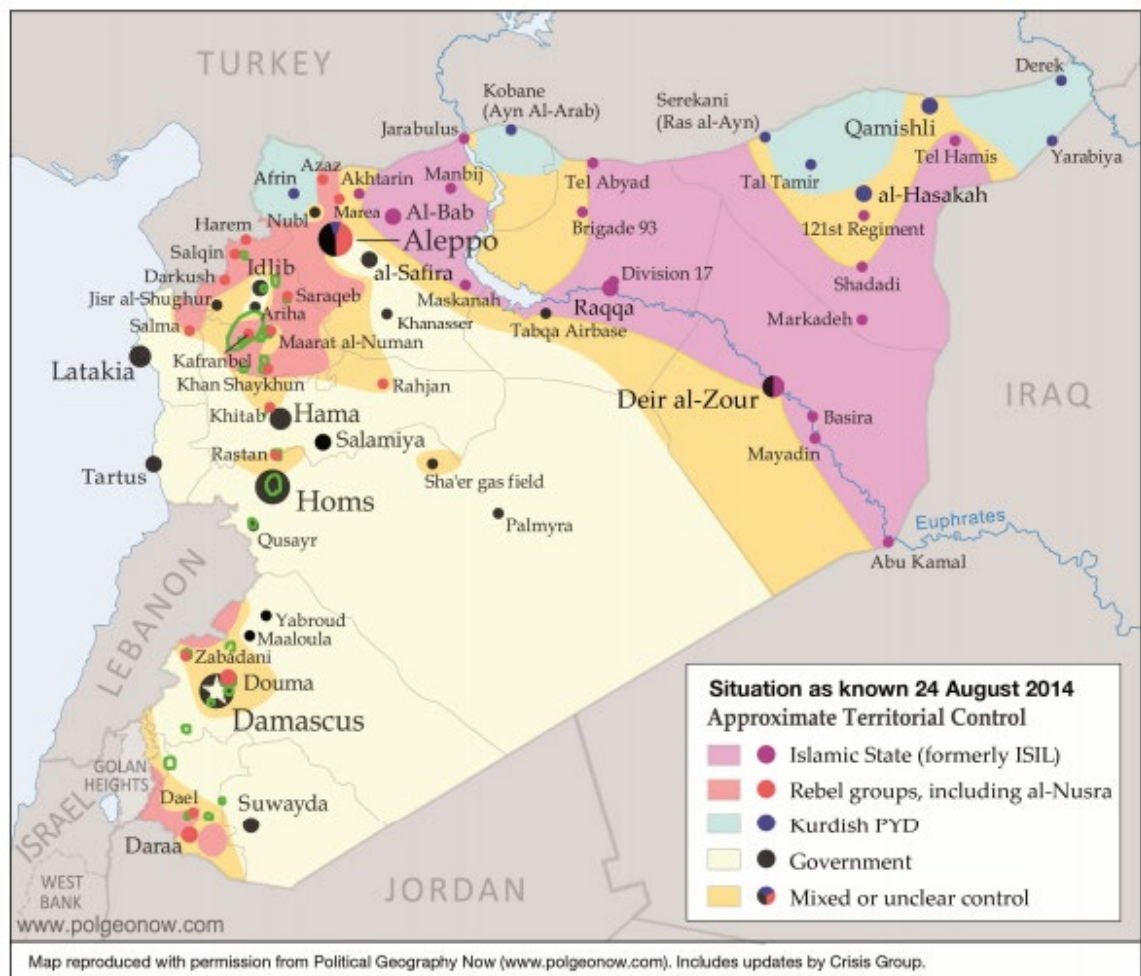 TURKEY
Derek
Kobane
(Ayn Al-Arab)
Serekani
(Ras al-Ayn)
Qamishli
Jarabulus
Tel Hamis
Yarabiya
Azaz
Afrin
Akhtarin
Manbij
Tel Abyad
Tal Tamir
al-Hasakah
Nubl
Marea
Al-Bab
Brigade 93
121st Regiment
Harem
Aleppo
Salqin
Idlib
al-Safira
Division 17
Shadadi
Darkush
Saraqeb
Maskanah
Raqqa
Jisr al-Shughur
Ariha
Khanasser
Tabqa Airbase
Markadeh
Salma
Maarat al-Numan
Latakia
Kafranbel
Khan Shaykhun
Rahjan
Deir al-Zour
IRAQ
Khitab
Hama
Basira
Salamiya
Mayadin
Rastan
Tartus
Sha'er gas field
Homs
Palmyra
Euphrates
Qusayr
Abu Kamal
LEBANON
Yabroud
Maaloula
Zabadani
Douma
Damascus
GOLAN
HEIGHTS
ISRAEL
Dael
Suwayda
Daraa
WEST
BANK
JORDAN
www.polgeonow.com
Situation as known 24 August 2014
Approximate Territorial Control
Islamic State (formerly ISIL)
Rebel groups, including al-Nusra
Kurdish PYD
Government
Mixed or unclear control
Map reproduced with permission from Political Geography Now (www.polgeonow.com). Includes updates by Crisis Group.